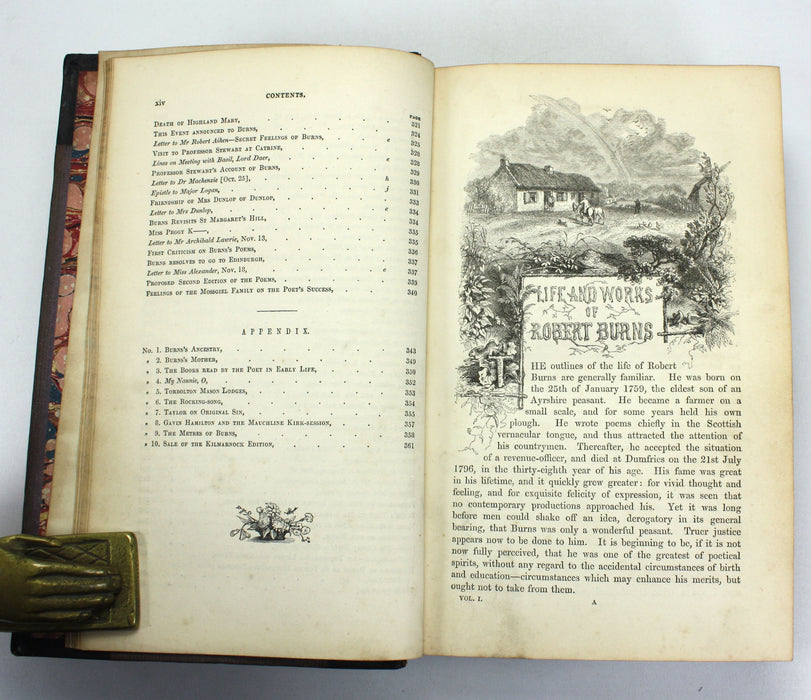 xiv CONTENTS.
PAGE
DEATH OF HIGHLAND MARY, 321
THIS EVENT ANNOUNCED TO BURNS, 324
Letter to Mr Robert Aiken—SECRET FEELINGS OF BURNS, e 325
VISIT TO PROFESSOR STEWART AT CATRINE, 326
Lines on Meeting with Basil, Lord Daer, e 328
PROFESSOR STEWART'S ACCOUNT OF BURNS, 329
Letter to Dr Mackenzie [OCT. 25], h 330
Epistle to Major Logan, j 331
FRIENDSHIP OF MRS DUNLOP OF DUNLOP, 333
Letter to Mrs Dunlop, e 334
BURNS REVISITS ST MARGARET'S HILL, 334
MISS PEGGY K——, 335
Letter to Mr Archibald Lawrie, NOV. 13, 335
FIRST CRITICISM ON BURNS'S POEMS, 336
BURNS RESOLVES TO GO TO EDINBURGH, 337
Letter to Miss Alexander, NOV. 18, e 337
PROPOSED SECOND EDITION OF THE POEMS, 339
FEELINGS OF THE MOSSGIEL FAMILY ON THE POET'S SUCCESS, 340
APPENDIX.
NO. 1. BURNS'S ANCESTRY, 343
" 2. BURNS'S MOTHER, 349
" 3. THE BOOKS READ BY THE POET IN EARLY LIFE, 350
" 4. My Nannie, O, 352
" 5. TORBOLTON MASON LODGES, 353
" 6. THE ROCKING-SONG, 354
" 7. TAYLOR ON ORIGINAL SIN, 355
" 8. GAVIN HAMILTON AND THE MAUCHLINE KIRK-SESSION, 357
" 9. THE METRES OF BURNS, 358
" 10. SALE OF THE KILMARNOCK EDITION, 361
LIFE AND WORKS
OF
ROBERT BURNS
THE outlines of the life of Robert
Burns are generally familiar. He was born on
the 25th of January 1759, the eldest son of an
Ayrshire peasant. He became a farmer on a
small scale, and for some years held his own
plough. He wrote poems chiefly in the Scottish
vernacular tongue, and thus attracted the attention of
his countrymen. Thereafter, he accepted the situation
of a revenue-officer, and died at Dumfries on the 21st July
1796, in the thirty-eighth year of his age. His fame was great
in his lifetime, and it quickly grew greater: for vivid thought and
feeling, and for exquisite felicity of expression, it was seen that
no contemporary productions approached his. Yet it was long
before men could shake off an idea, derogatory in its general
bearing, that Burns was only a wonderful peasant. Truer justice
appears now to be done to him. It is beginning to be, if it is not
now fully perceived, that he was one of the greatest of poetical
spirits, without any regard to the accidental circumstances of birth
and education—circumstances which may enhance his merits, but
ought not to take from them.
VOL. I. A